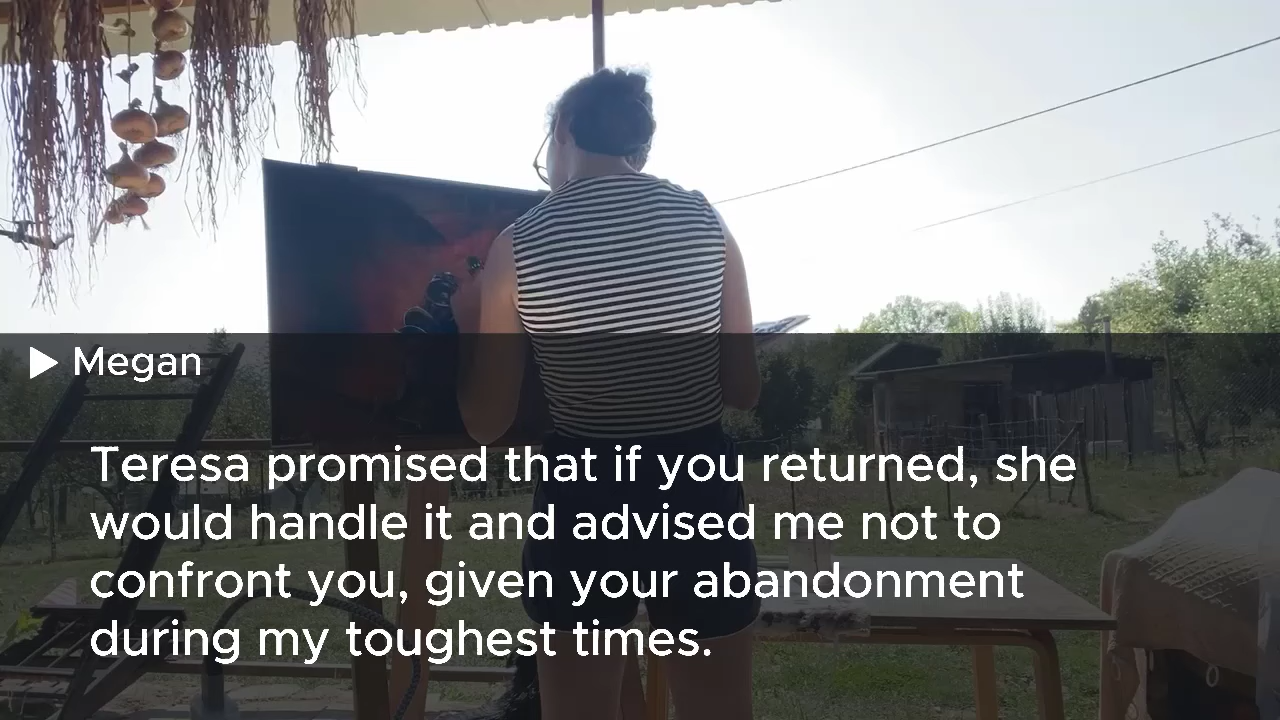 Megan
Teresa promised that if you returned, she
would handle it and advised me not to
confront you, given your abandonment
during my toughest times.